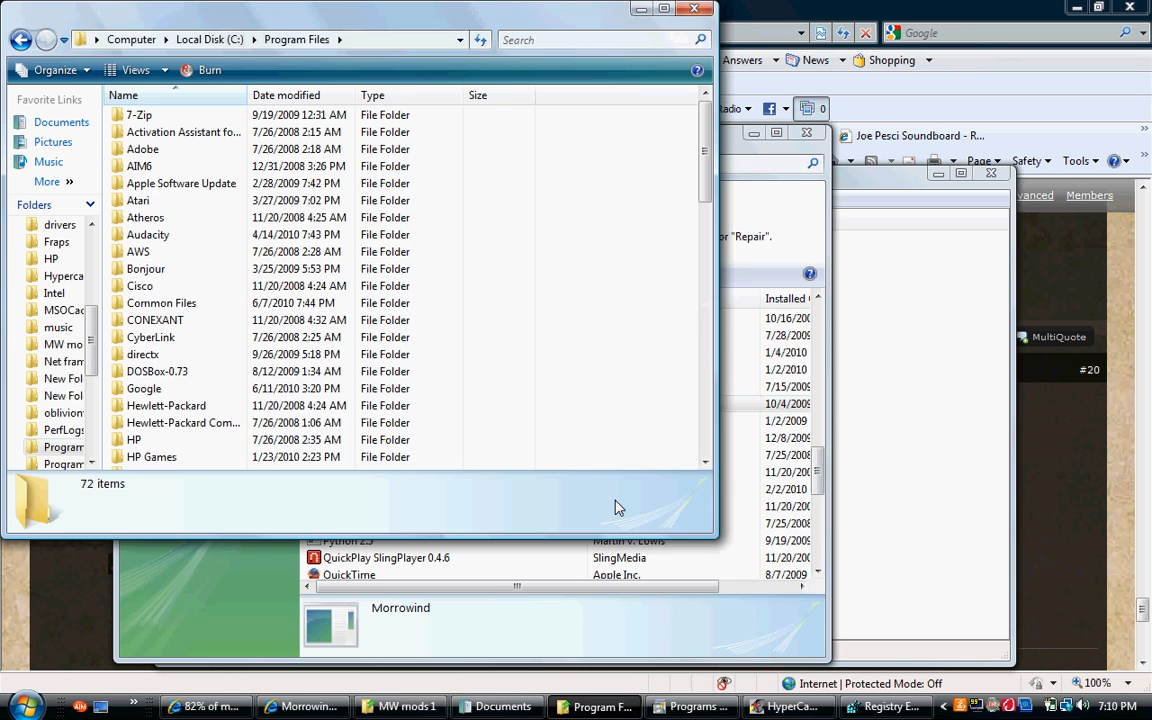 Computer Local Disk (C:) Program Files
Search
Google
Organize Views Burn
Answers News Shopping
Favorite Links
Documents
Pictures
Music
More »
Folders
drivers
Fraps
HP
Hyperca
Intel
MSOCac
music
MW mo
Net fram
New Fol
New Fol
oblivion
PerfLogs
Program
Program
Name Date modified Type Size
7-Zip 9/19/2009 12:31 AM File Folder
Activation Assistant fo... 7/26/2008 2:15 AM File Folder
Adobe 7/26/2008 2:18 AM File Folder
AIM6 12/31/2008 3:26 PM File Folder
Apple Software Update 2/28/2009 7:42 PM File Folder
Atari 3/27/2009 7:02 PM File Folder
Atheros 11/20/2008 4:25 AM File Folder
Audacity 4/14/2010 7:43 PM File Folder
AWS 7/26/2008 2:28 AM File Folder
Bonjour 3/25/2009 5:53 PM File Folder
Cisco 11/20/2008 4:24 AM File Folder
Common Files 6/7/2010 7:44 PM File Folder
CONEXANT 11/20/2008 4:32 AM File Folder
CyberLink 7/26/2008 2:25 AM File Folder
directx 9/26/2009 5:18 PM File Folder
DOSBox-0.73 8/12/2009 1:34 AM File Folder
Google 6/11/2010 3:20 PM File Folder
Hewlett-Packard 11/20/2008 4:24 AM File Folder
Hewlett-Packard Com... 7/26/2008 1:06 AM File Folder
HP 7/26/2008 2:35 AM File Folder
HP Games 1/23/2010 2:23 PM File Folder
72 items
adio 0
Joe Pesci Soundboard - R...
Page Safety Tools
vanced Members
or "Repair".
Installed
10/16/200
7/28/2009
1/4/2010
1/2/2010
7/15/2009
10/4/2009
1/2/2009
12/8/2009
7/25/2008
11/20/200
2/2/2010
11/20/200
7/25/2008
MultiQuote
#20
Python 2.5 Martin v. Löwis 9/19/2009
QuickPlay SlingPlayer 0.4.6 SlingMedia 11/20/200
QuickTime Apple Inc. 8/7/2009
Morrowind
Internet | Protected Mode: Off 100%
82% of m... Morrowin... MW mods 1 Documents Program F... Programs ... HyperCa... Registry E... 7:10 PM